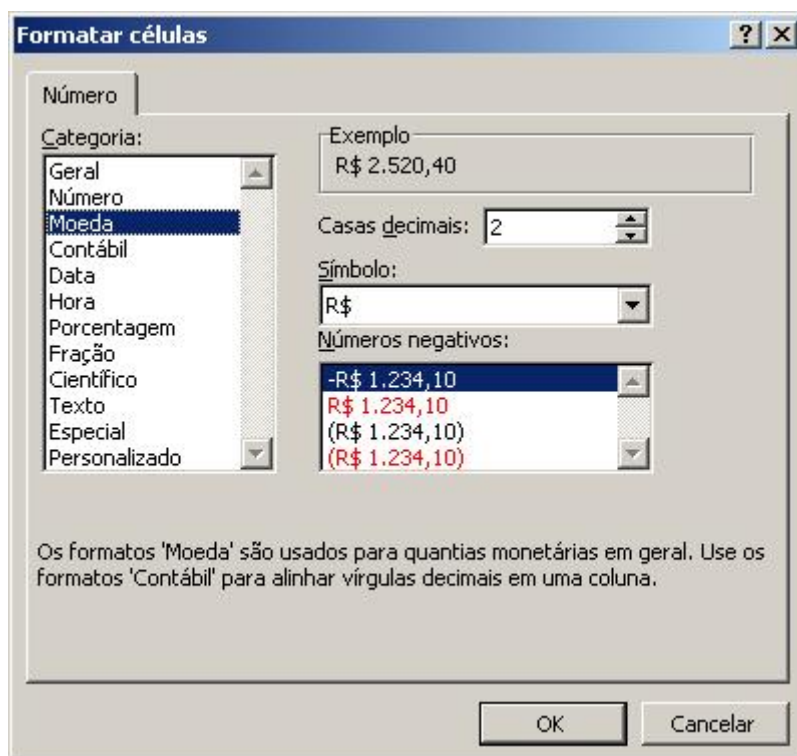 Formatar células
Número
Categoria:
Geral
Número
Moeda
Contábil
Data
Hora
Porcentagem
Fração
Científico
Texto
Especial
Personalizado
Exemplo
R$ 2.520,40
Casas decimais: 2
Símbolo:
R$
Números negativos:
-R$ 1.234,10
R$ 1.234,10
(R$ 1.234,10)
(R$ 1.234,10)
Os formatos 'Moeda' são usados para quantias monetárias em geral. Use os
formatos 'Contábil' para alinhar vírgulas decimais em uma coluna.
OK Cancelar